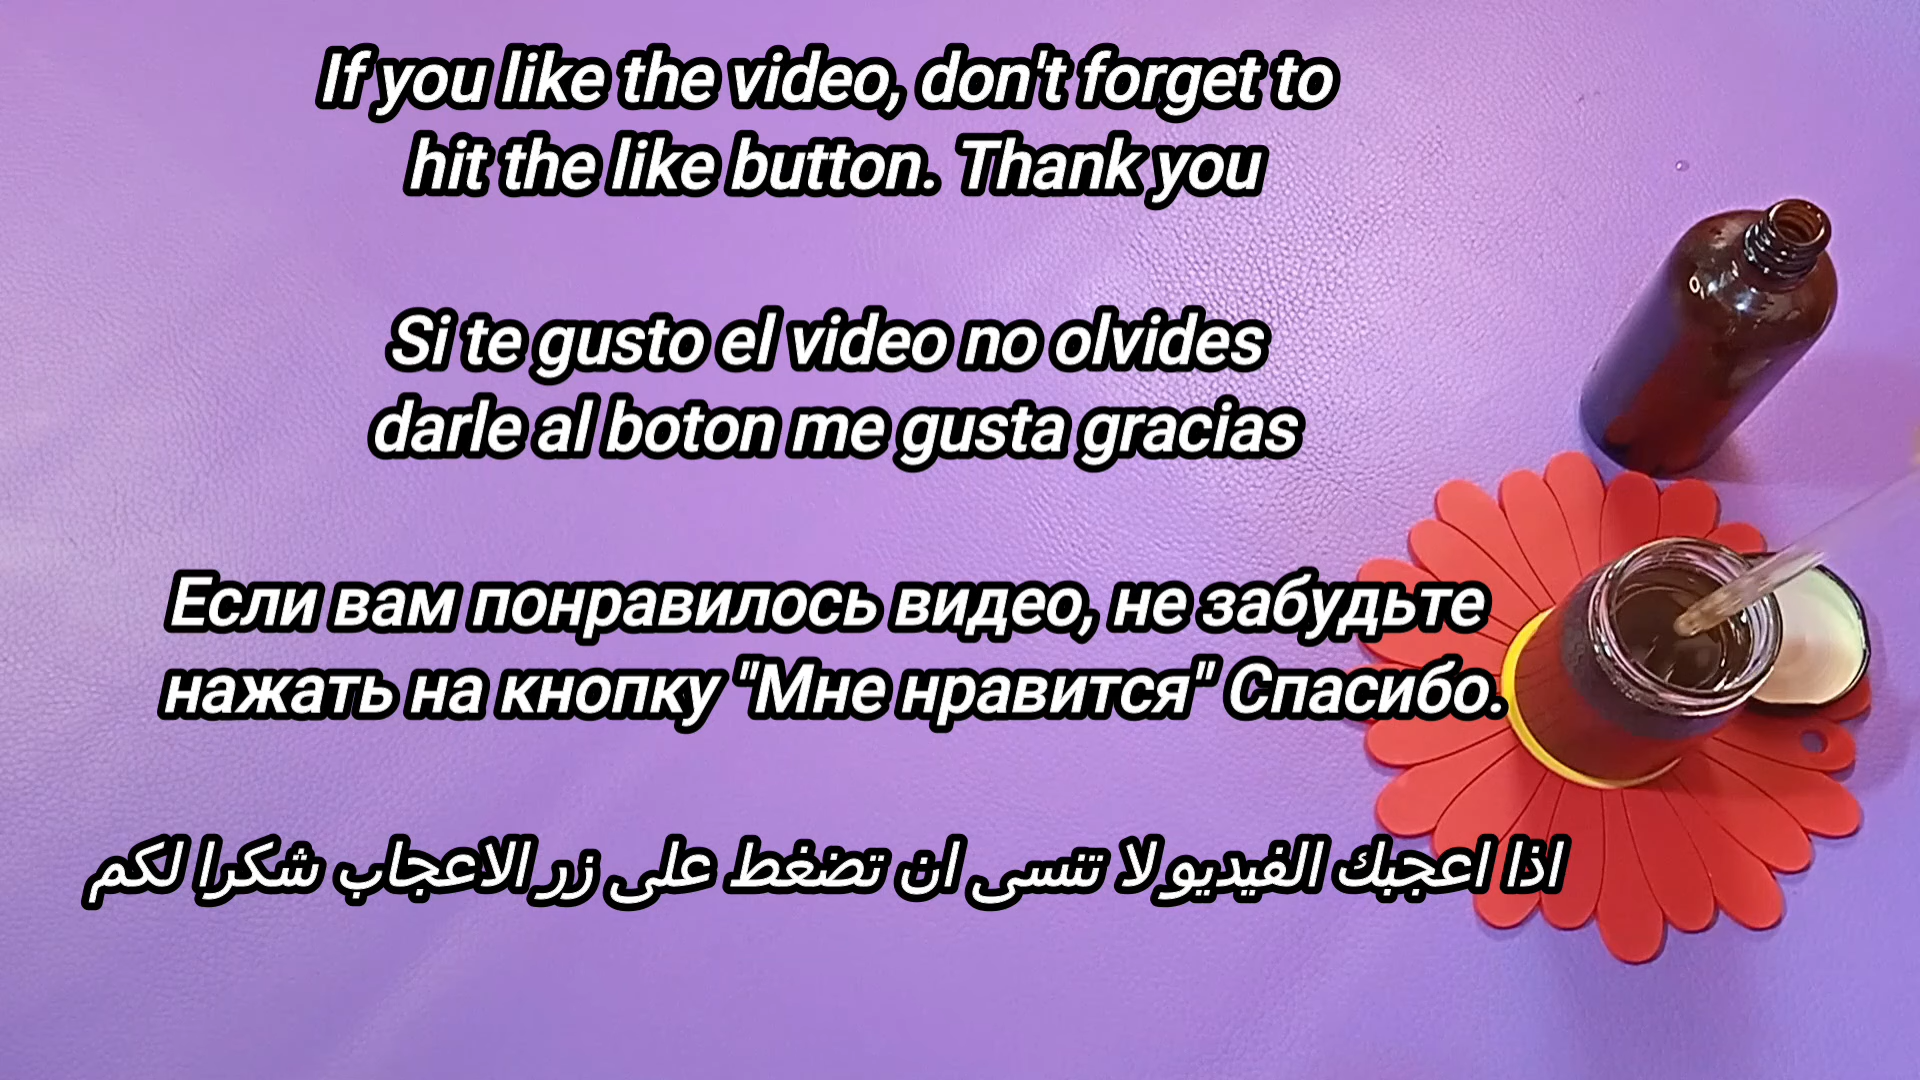 If you like the video, don't forget to
hit the like button. Thank you
Si te gusto el video no olvides
darle al boton me gusta gracias
Если вам понравилось видео, не забудьте
нажать на кнопку "Мне нравится" Спасибо.
اذا اعجبك الفيديو لا تنسى ان تضغط على زر الاعجاب شكرا لكم